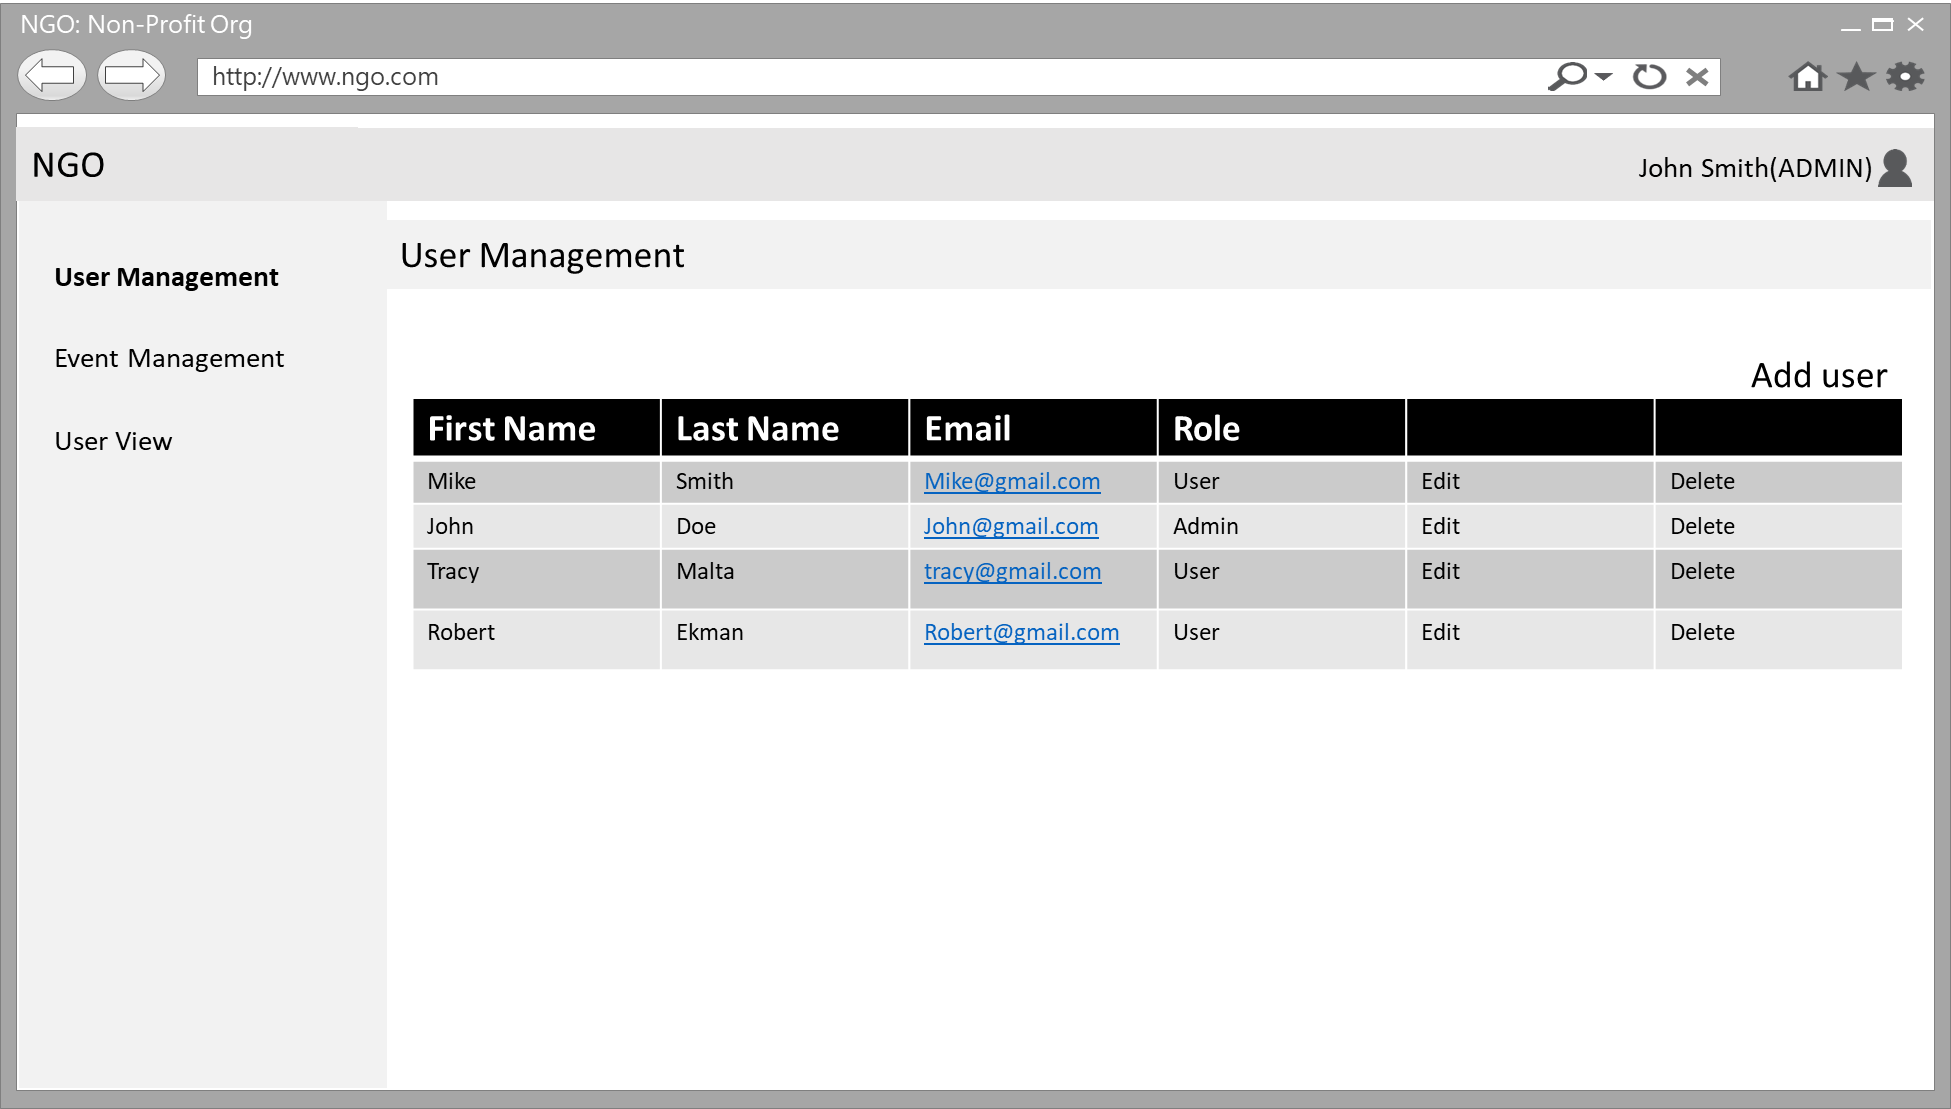 NGO: Non-Profit Org
http://www.ngo.com
NGO
John Smith(ADMIN)
User Management
Event Management
User View
User Management
Add user
First Name Last Name Email Role
Mike Smith Mike@gmail.com User Edit Delete
John Doe John@gmail.com Admin Edit Delete
Tracy Malta tracy@gmail.com User Edit Delete
Robert Ekman Robert@gmail.com User Edit Delete